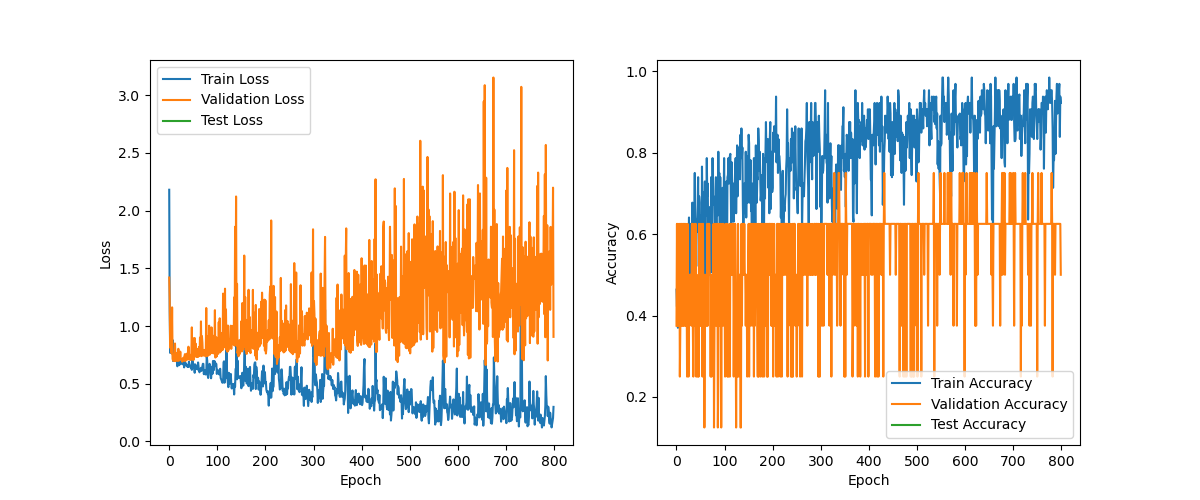 Train Loss
Validation Loss
Test Loss
3.0
2.5
2.0
1.5
1.0
0.5
0.0
Loss
0 100 200 300 400 500 600 700 800
Epoch
1.0
0.8
0.6
0.4
0.2
Accuracy
Train Accuracy
Validation Accuracy
Test Accuracy
0 100 200 300 400 500 600 700 800
Epoch